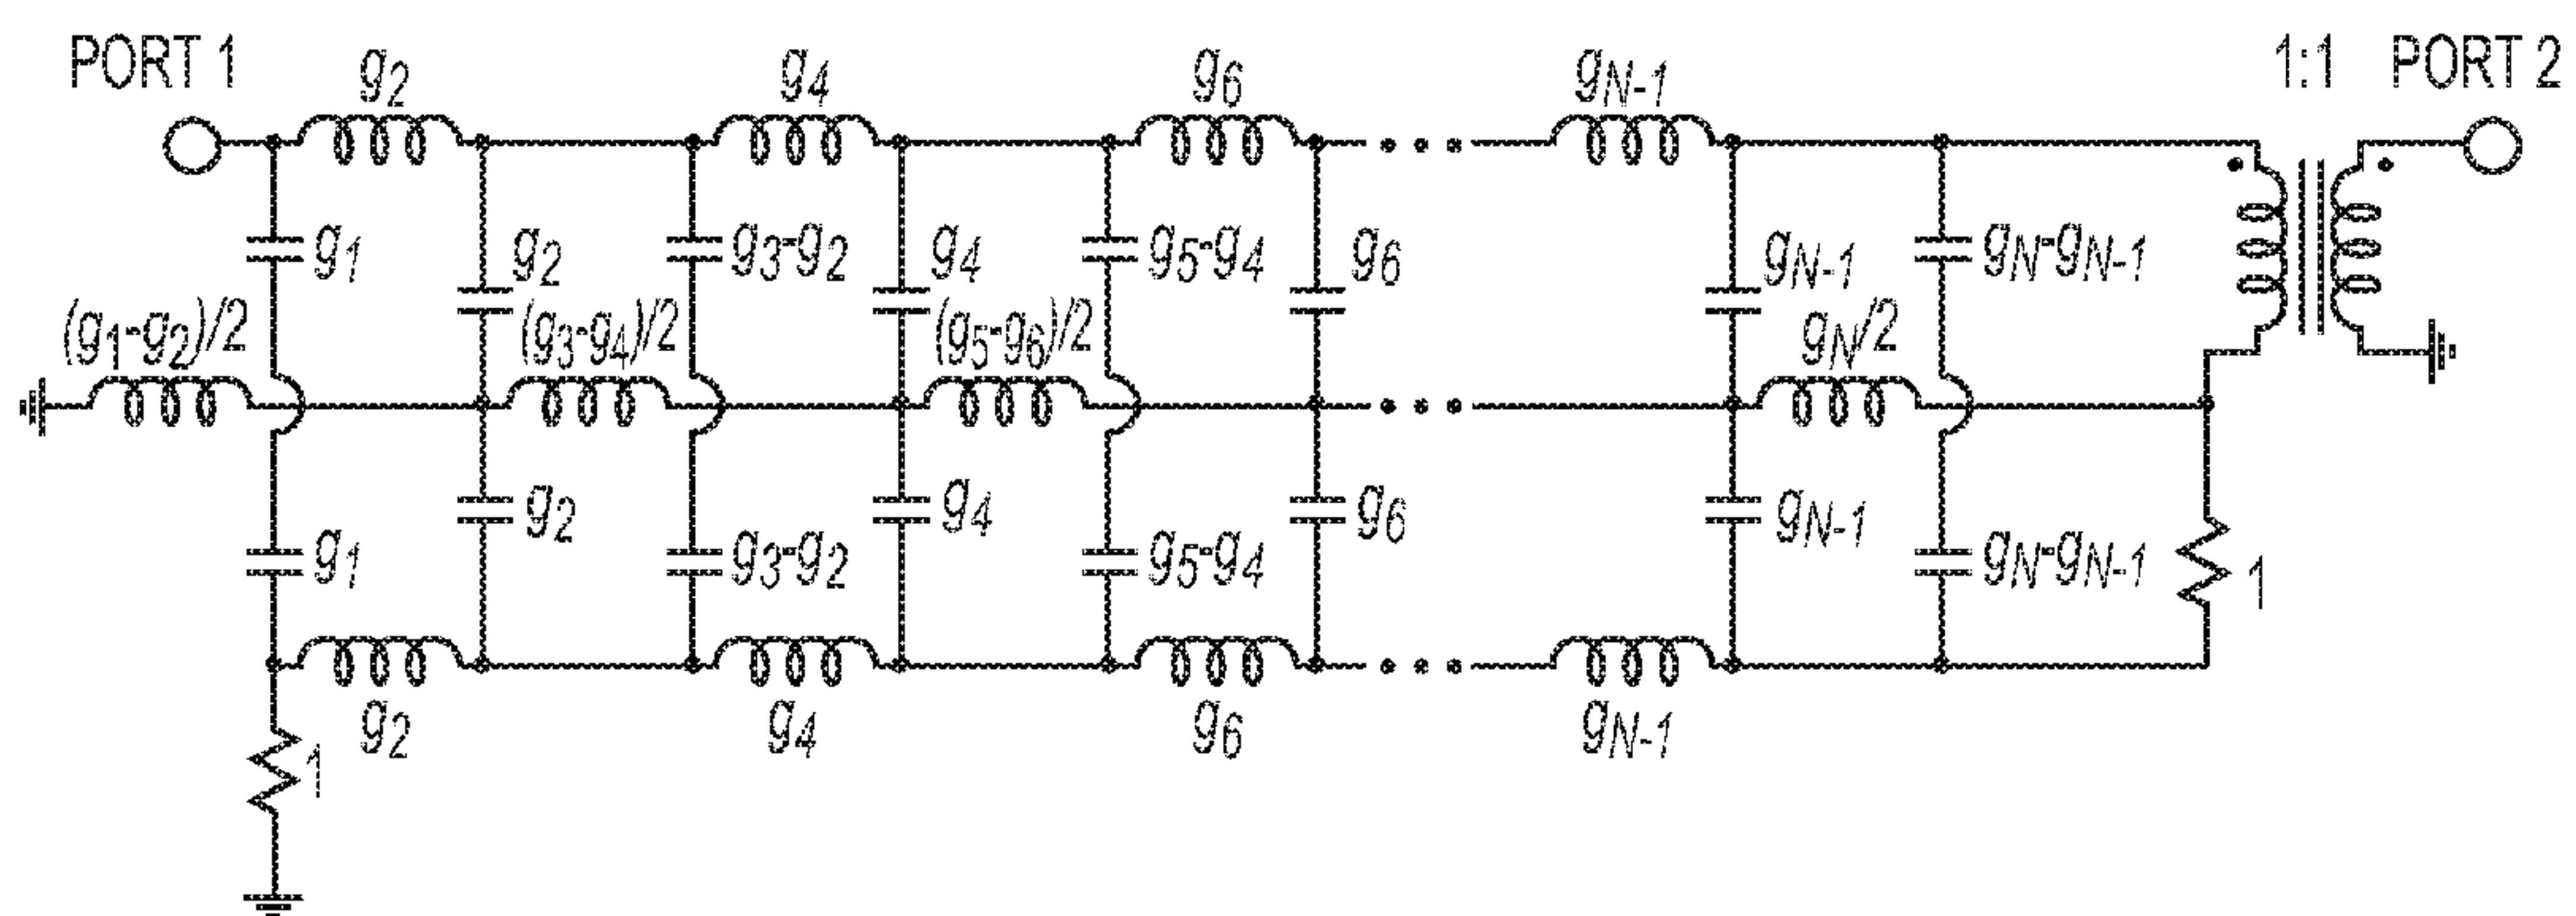 PORT 1 g2 g4 g6 gN-1 1:1 PORT 2
g1 g2 g3-g2 g4 g5-g4 g6 gN-1 gN-gN-1
(g1-g2)/2 (g3-g4)/2 (g5-g6)/2 gN/2
g1 g2 g3-g2 g4 g5-g4 g6 gN-1 gN-gN-1 1
g2 g4 g6 gN-1
1